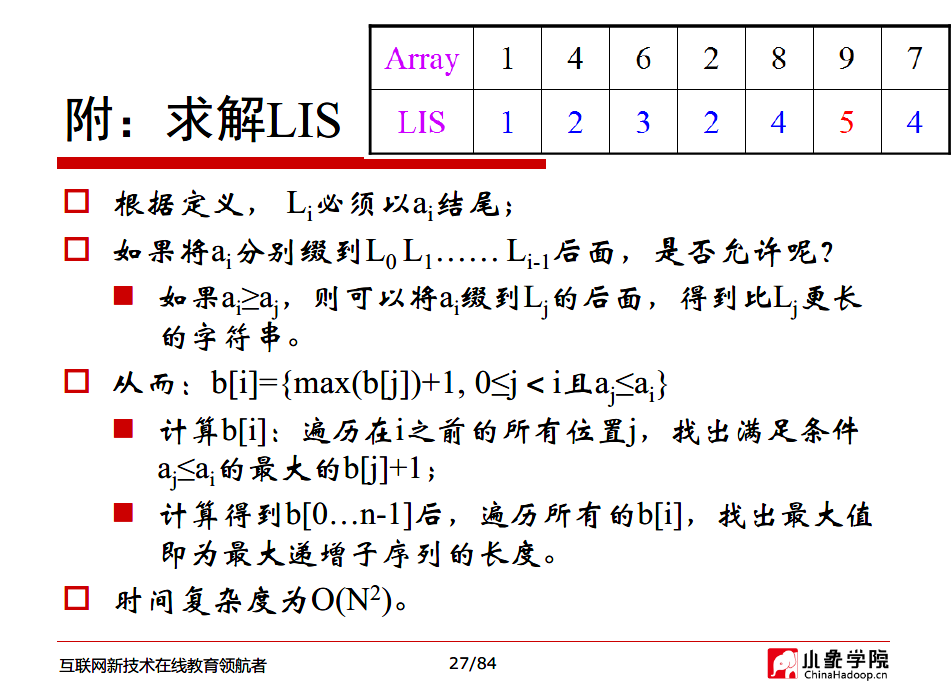 Array 1 4 6 2 8 9 7
附：求解LIS
LIS 1 2 3 2 4 5 4
根据定义， Li必须以ai结尾；
如果将ai分别缀到L0 L1…… Li-1后面，是否允许呢？
如果ai≥aj，则可以将ai缀到Lj的后面，得到比Lj更长
的字符串。
从而：b[i]={max(b[j])+1, 0≤j < i且aj≤ai}
计算b[i]：遍历在i之前的所有位置j，找出满足条件
aj≤ai的最大的b[j]+1；
计算得到b[0…n-1]后，遍历所有的b[i]，找出最大值
即为最大递增子序列的长度。
时间复杂度为O(N²)。
互联网新技术在线教育领航者
27/84
小象学院
ChinaHadoop.cn